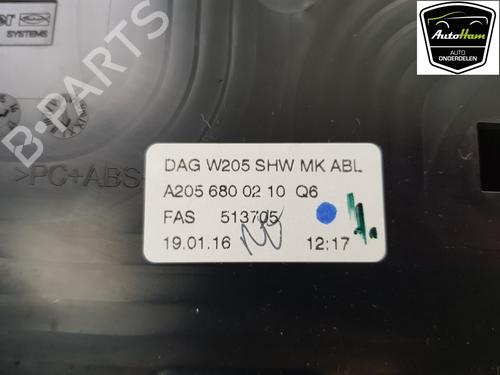 SYSTEMS
AutoHam
AUTO
ONDERDELEN
B-PARTS
>PC+ABS
DAG W205 SHW MK ABL
A205 680 02 10 Q6
FAS 513705
19.01.16 12:17